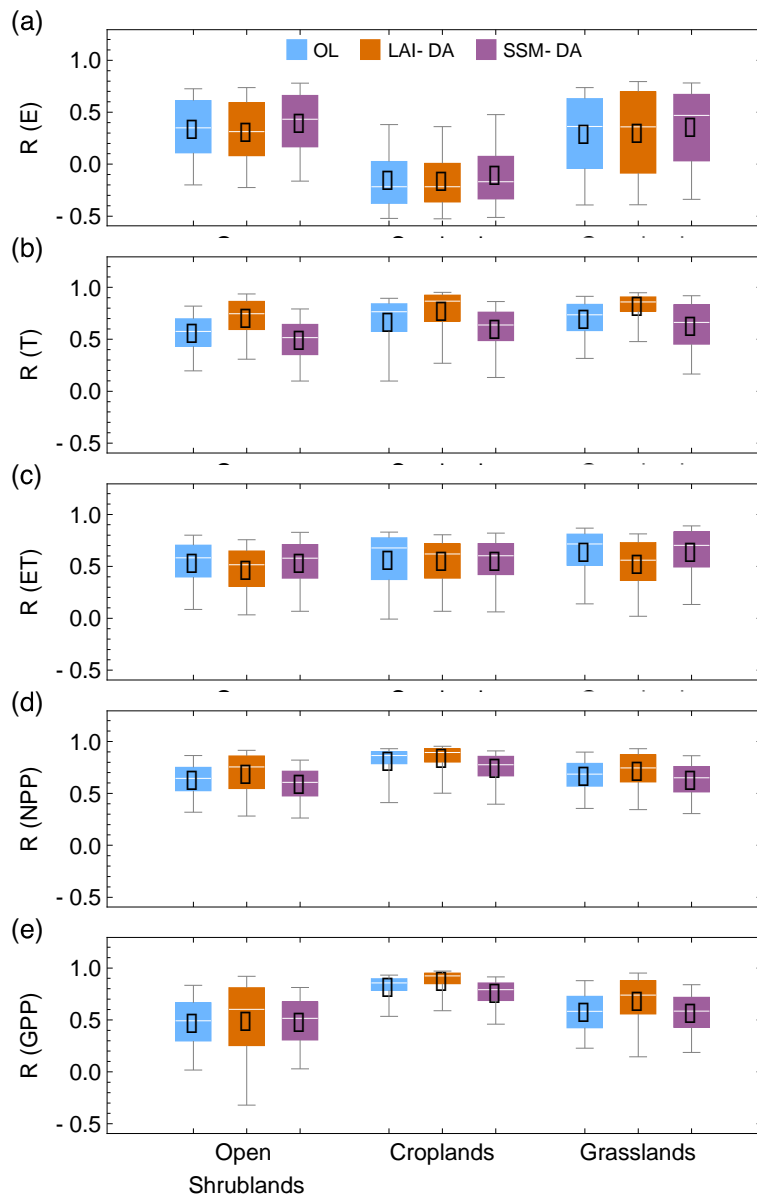 (a)
OL LAI- DA SSM- DA
R (E)
1.0
0.5
0.0
- 0.5
(b)
R (T)
1.0
0.5
0.0
- 0.5
(c)
R (ET)
1.0
0.5
0.0
- 0.5
(d)
R (NPP)
1.0
0.5
0.0
- 0.5
(e)
R (GPP)
1.0
0.5
0.0
- 0.5
Open Croplands Grasslands
Shrublands